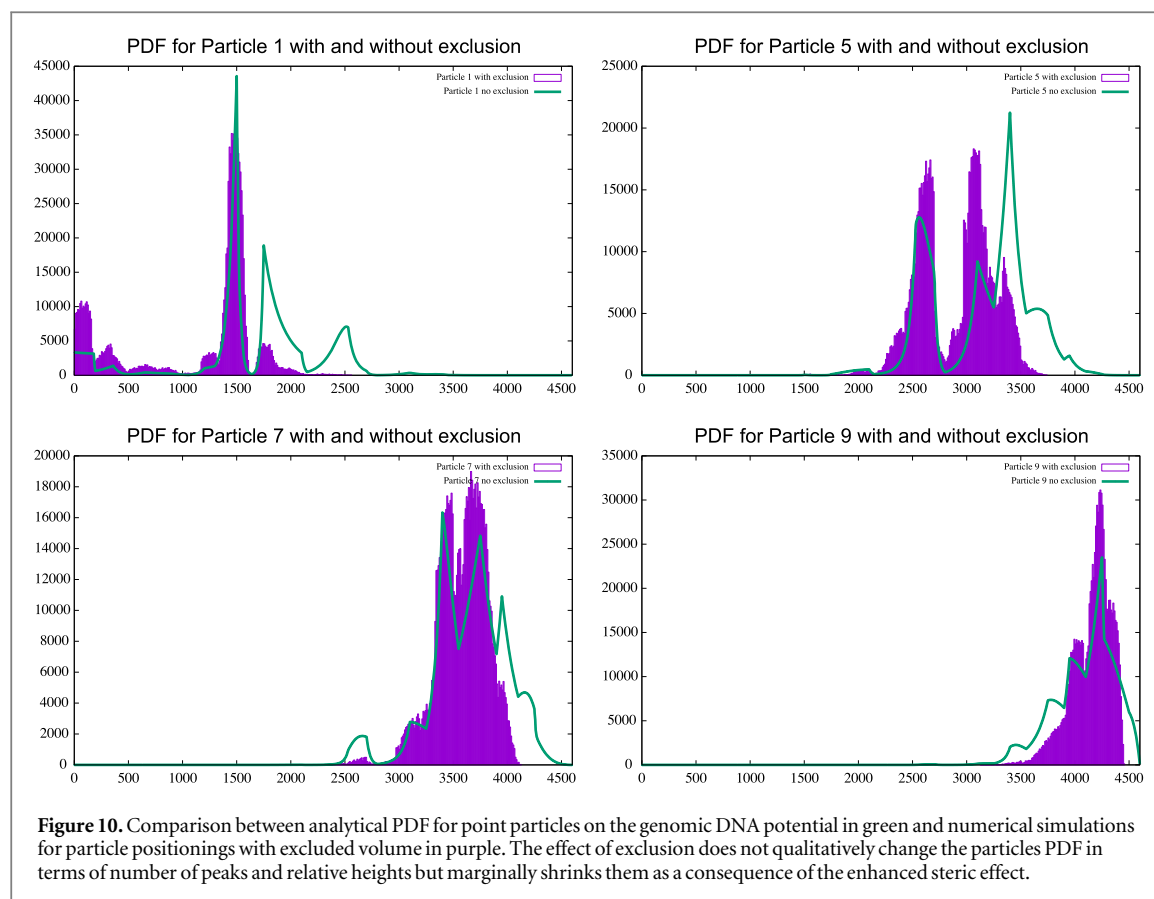 PDF for Particle 1 with and without exclusion
45000
40000
35000
30000
25000
20000
15000
10000
5000
0
Particle 1 with exclusion
Particle 1 no exclusion
0 500 1000 1500 2000 2500 3000 3500 4000 4500
PDF for Particle 5 with and without exclusion
25000
20000
15000
10000
5000
0
Particle 5 with exclusion
Particle 5 no exclusion
0 500 1000 1500 2000 2500 3000 3500 4000 4500
PDF for Particle 7 with and without exclusion
20000
18000
16000
14000
12000
10000
8000
6000
4000
2000
0
Particle 7 with exclusion
Particle 7 no exclusion
0 500 1000 1500 2000 2500 3000 3500 4000 4500
PDF for Particle 9 with and without exclusion
35000
30000
25000
20000
15000
10000
5000
0
Particle 9 with exclusion
Particle 9 no exclusion
0 500 1000 1500 2000 2500 3000 3500 4000 4500
Figure 10. Comparison between analytical PDF for point particles on the genomic DNA potential in green and numerical simulations
for particle positionings with excluded volume in purple. The effect of exclusion does not qualitatively change the particles PDF in
terms of number of peaks and relative heights but marginally shrinks them as a consequence of the enhanced steric effect.